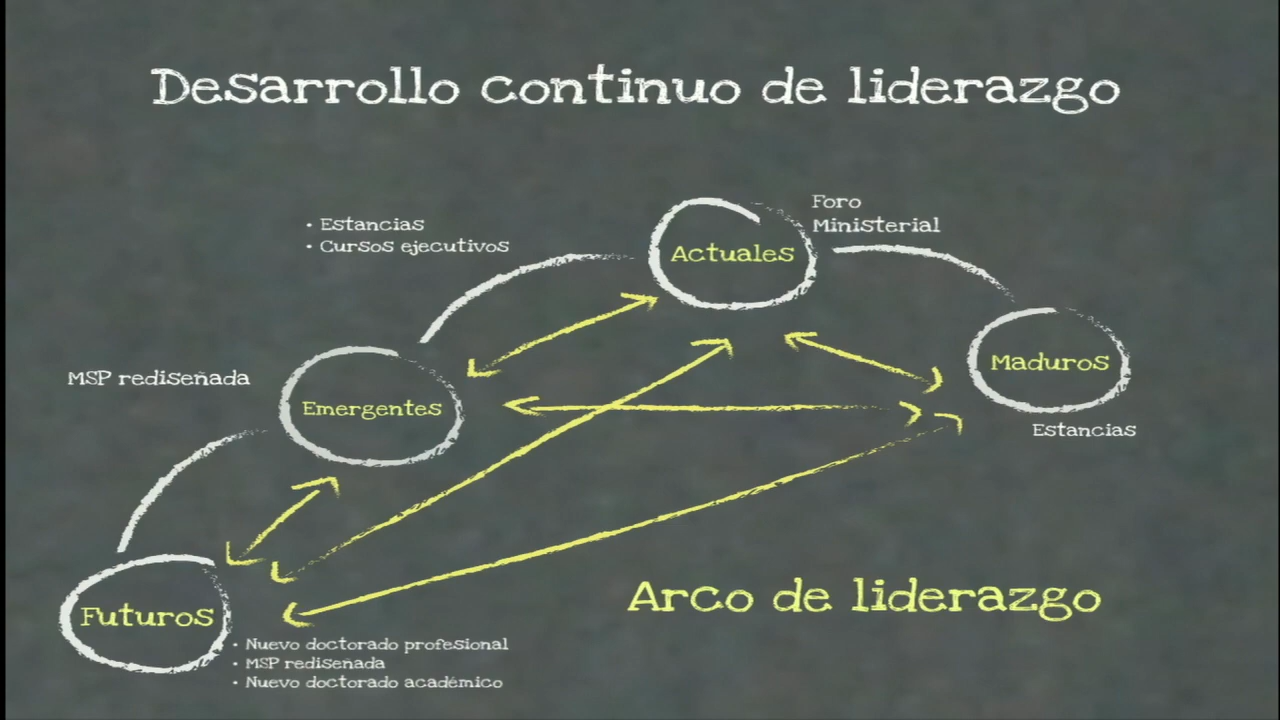 Desarrollo continuo de liderazgo
Foro
Ministerial
• Estancias
• Cursos ejecutivos
Actuales
Maduros
MSP rediseñada
Emergentes
Estancias
Arco de liderazgo
Futuros
• Nuevo doctorado profesional
• MSP rediseñada
• Nuevo doctorado académico